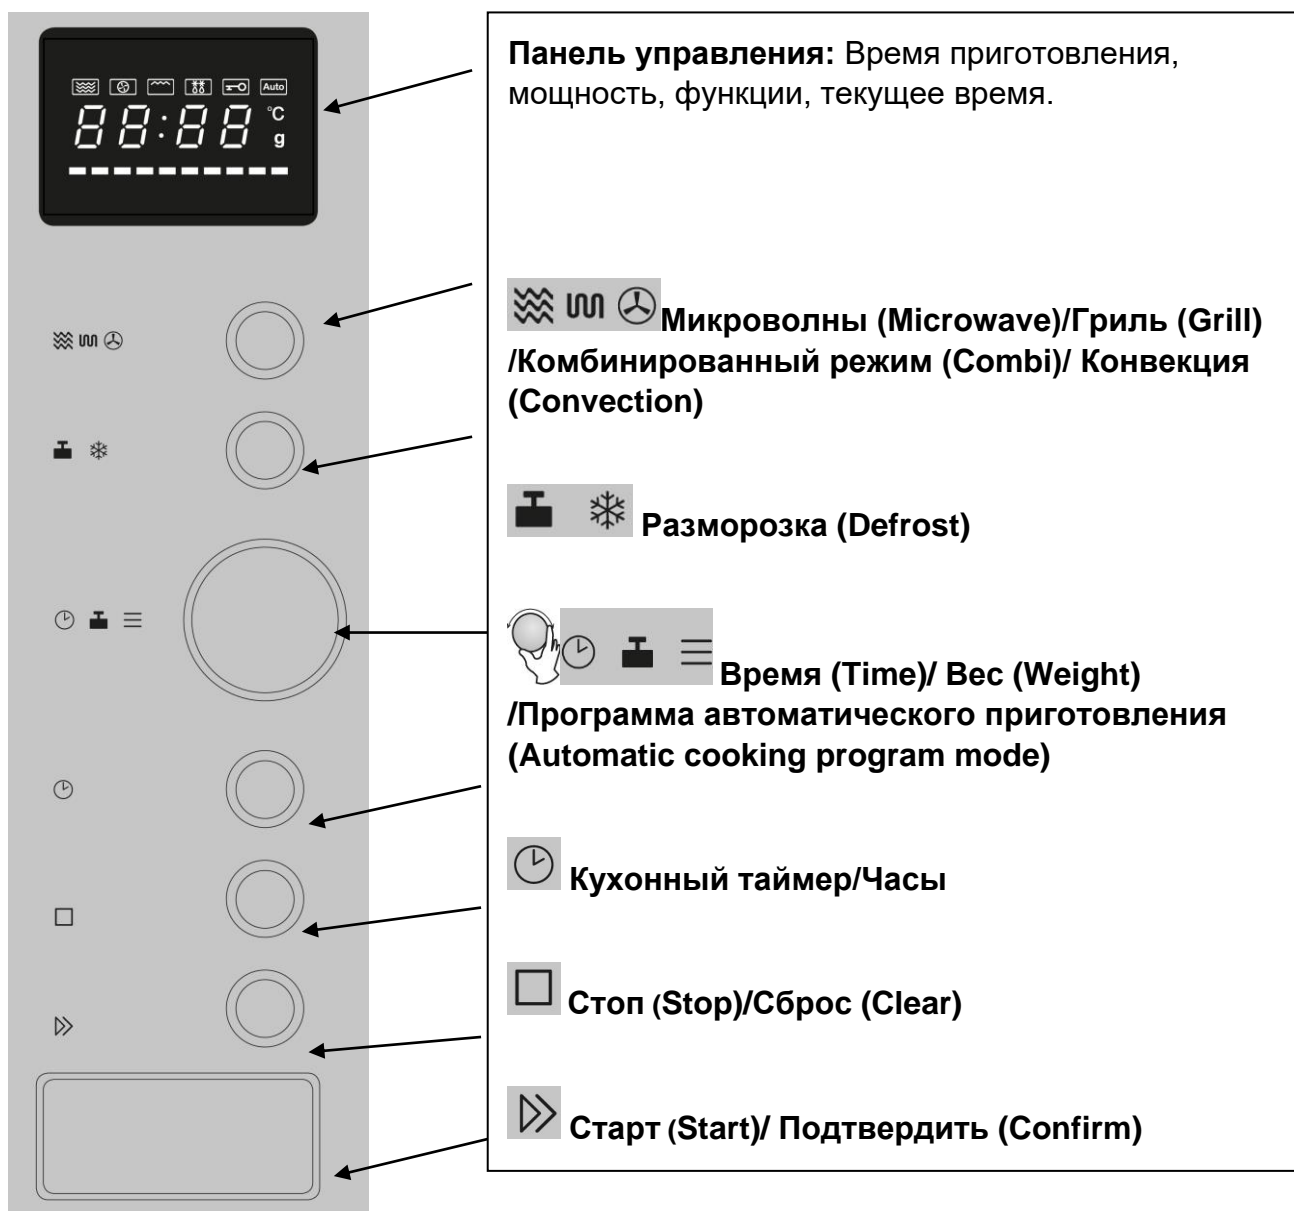 Auto
88:88 °C
g
Панель управления: Время приготовления,
мощность, функции, текущее время.
Микроволны (Microwave)/Гриль (Grill)
/Комбинированный режим (Combi)/ Конвекция
(Convection)
Разморозка (Defrost)
Время (Time)/ Вес (Weight)
/Программа автоматического приготовления
(Automatic cooking program mode)
Кухонный таймер/Часы
Стоп (Stop)/Сброс (Clear)
Старт (Start)/ Подтвердить (Confirm)